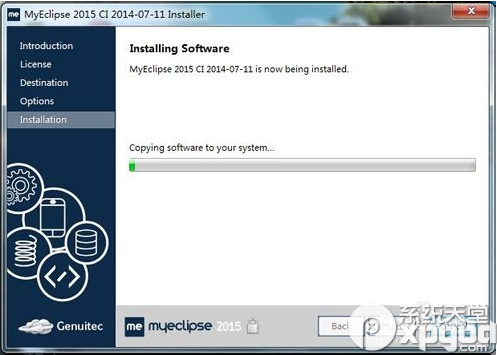 MyEclipse 2015 CI 2014-07-11 Installer
Introduction
License
Destination
Options
Installation
Installing Software
MyEclipse 2015 CI 2014-07-11 is now being installed.
Copying software to your system...
Genuitec
me myeclipse 2015
Back
系统天堂